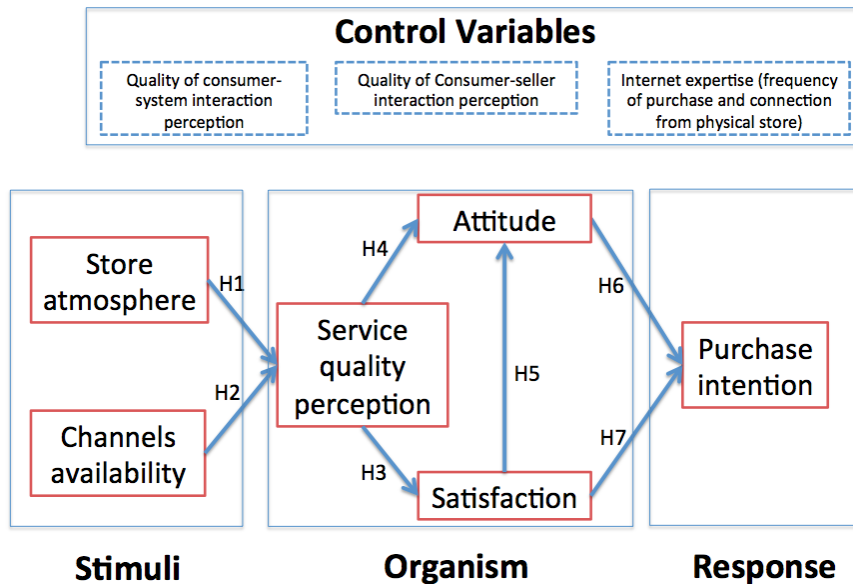 Control Variables
Quality of consumer-
system interaction
perception
Quality of Consumer-seller
interaction perception
Internet expertise (frequency
of purchase and connection
from physical store)
Store
atmosphere
Channels
availability
H1
H2
Attitude
H4
Service
quality
perception
H5
H3
Satisfaction
H6
H7
Purchase
intention
Stimuli
Organism
Response